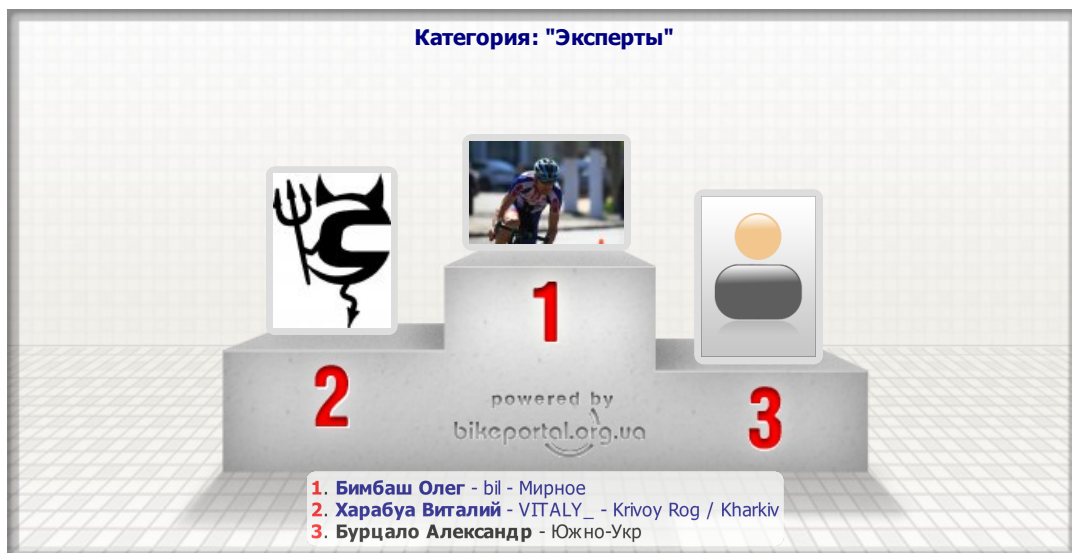 Категория: "Эксперты"
1
2
3
powered by
bikeportal.org.ua
1. Бимбаш Олег - bil - Мирное
2. Харабуа Виталий - VITALY_ - Krivoy Rog / Kharkiv
3. Бурцало Александр - Южно-Укр